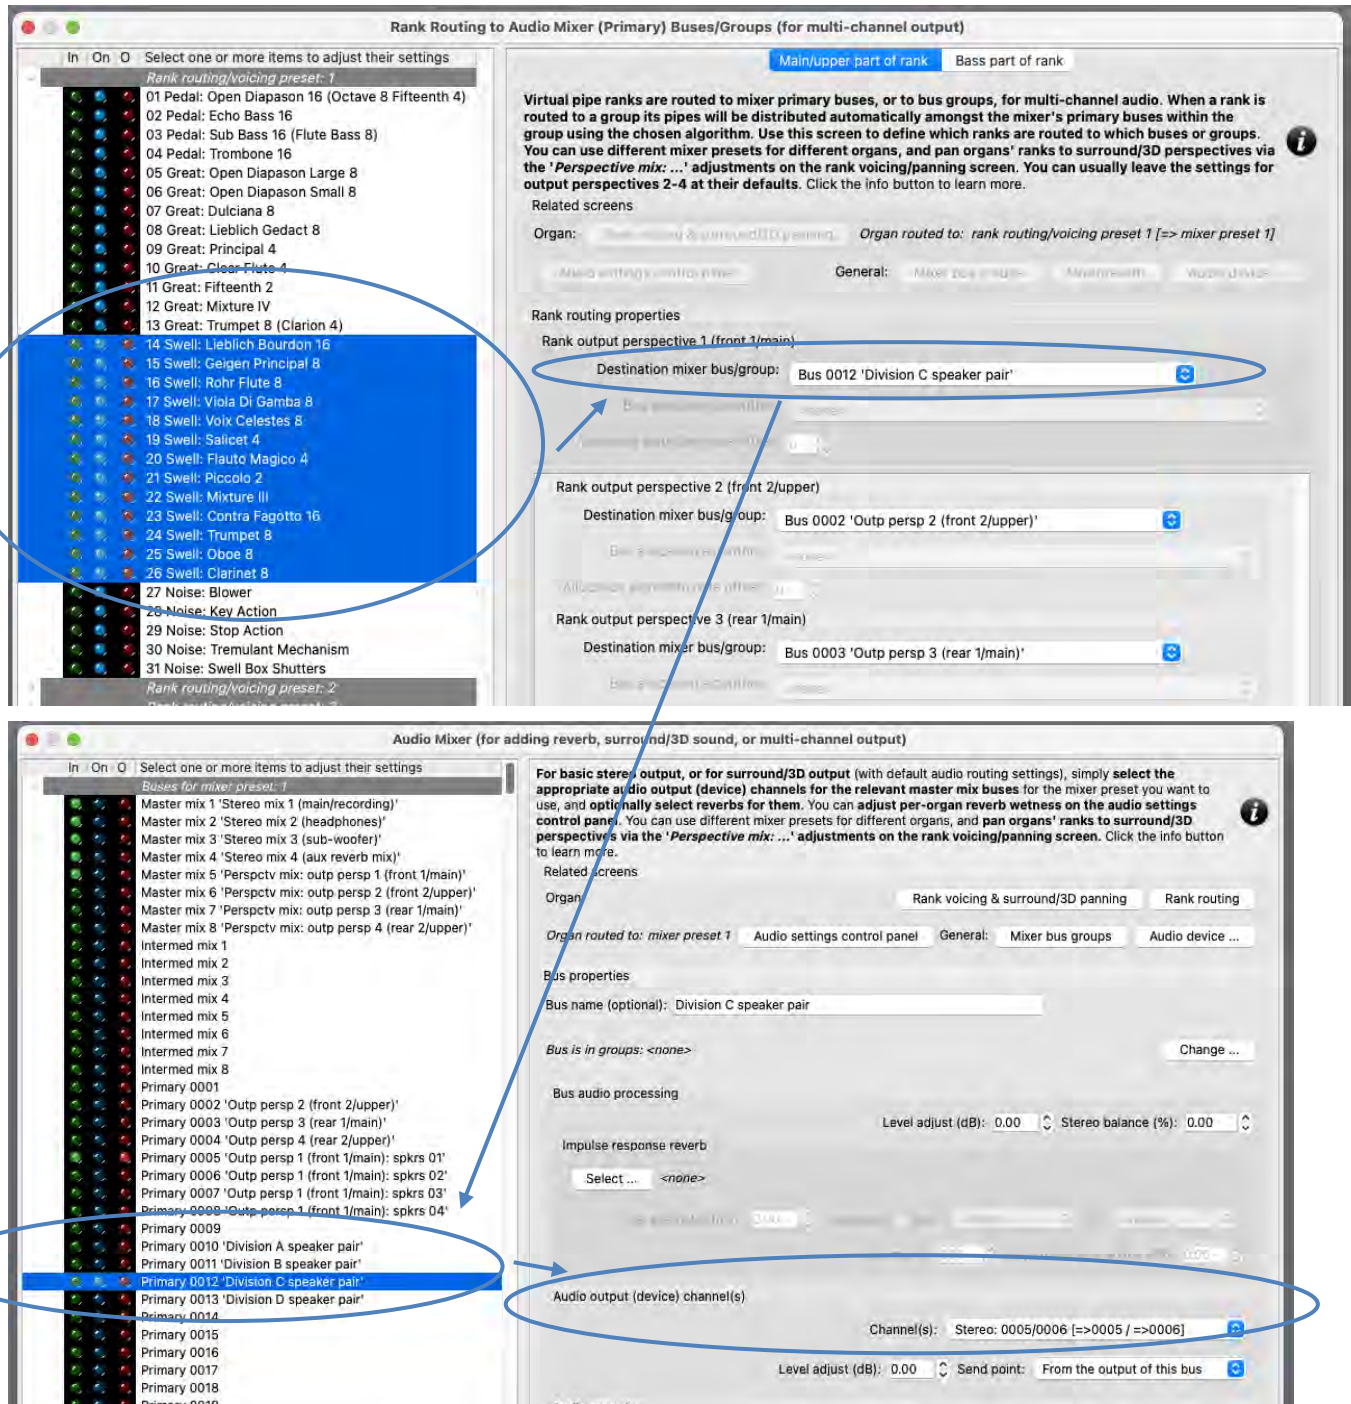 Rank Routing to Audio Mixer (Primary) Buses/Groups (for multi-channel output)
In On O Select one or more items to adjust their settings
Rank routing/voicing preset: 1
01 Pedal: Open Diapason 16 (Octave 8 Fifteenth 4)
02 Pedal: Echo Bass 16
03 Pedal: Sub Bass 16 (Flute Bass 8)
04 Pedal: Trombone 16
05 Great: Open Diapason Large 8
06 Great: Open Diapason Small 8
07 Great: Dulciana 8
08 Great: Lieblich Gedact 8
09 Great: Principal 4
10 Great: Clear Flute 4
11 Great: Fifteenth 2
12 Great: Mixture IV
13 Great: Trumpet 8 (Clarion 4)
14 Swell: Lieblich Bourdon 16
15 Swell: Geigen Principal 8
16 Swell: Rohr Flute 8
17 Swell: Viola Di Gamba 8
18 Swell: Voix Celestes 8
19 Swell: Salicet 4
20 Swell: Flauto Magico 4
21 Swell: Piccolo 2
22 Swell: Mixture III
23 Swell: Contra Fagotto 16
24 Swell: Trumpet 8
25 Swell: Oboe 8
26 Swell: Clarinet 8
27 Noise: Blower
28 Noise: Key Action
29 Noise: Stop Action
30 Noise: Tremulant Mechanism
31 Noise: Swell Box Shutters
Rank routing/voicing preset: 2
Main/upper part of rank Bass part of rank
Virtual pipe ranks are routed to mixer primary buses, or to bus groups, for multi-channel audio. When a rank is
routed to a group its pipes will be distributed automatically amongst the mixer's primary buses within the
group using the chosen algorithm. Use this screen to define which ranks are routed to which buses or groups.
You can use different mixer presets for different organs, and pan organs' ranks to surround/3D perspectives via
the 'Perspective mix: ...' adjustments on the rank voicing/panning screen. You can usually leave the settings for
output perspectives 2-4 at their defaults. Click the info button to learn more.
Related screens
Organ: Organ routed to: rank routing/voicing preset 1 [=> mixer preset 1]
General:
Rank routing properties
Rank output perspective 1 (front 1/main)
Destination mixer bus/group: Bus 0012 'Division C speaker pair'
Rank output perspective 2 (front 2/upper)
Destination mixer bus/group: Bus 0002 'Outp persp 2 (front 2/upper)'
Rank output perspective 3 (rear 1/main)
Destination mixer bus/group: Bus 0003 'Outp persp 3 (rear 1/main)'
Audio Mixer (for adding reverb, surround/3D sound, or multi-channel output)
In On O Select one or more items to adjust their settings
Buses for mixer preset: 1
Master mix 1 'Stereo mix 1 (main/recording)'
Master mix 2 'Stereo mix 2 (headphones)'
Master mix 3 'Stereo mix 3 (sub-woofer)'
Master mix 4 'Stereo mix 4 (aux reverb mix)'
Master mix 5 'Perspctv mix: outp persp 1 (front 1/main)'
Master mix 6 'Perspctv mix: outp persp 2 (front 2/upper)'
Master mix 7 'Perspctv mix: outp persp 3 (rear 1/main)'
Master mix 8 'Perspctv mix: outp persp 4 (rear 2/upper)'
Intermed mix 1
Intermed mix 2
Intermed mix 3
Intermed mix 4
Intermed mix 5
Intermed mix 6
Intermed mix 7
Intermed mix 8
Primary 0001
Primary 0002 'Outp persp 2 (front 2/upper)'
Primary 0003 'Outp persp 3 (rear 1/main)'
Primary 0004 'Outp persp 4 (rear 2/upper)'
Primary 0005 'Outp persp 1 (front 1/main): spkrs 01'
Primary 0006 'Outp persp 1 (front 1/main): spkrs 02'
Primary 0007 'Outp persp 1 (front 1/main): spkrs 03'
Primary 0008 'Outp persp 1 (front 1/main): spkrs 04'
Primary 0009
Primary 0010 'Division A speaker pair'
Primary 0011 'Division B speaker pair'
Primary 0012 'Division C speaker pair'
Primary 0013 'Division D speaker pair'
Primary 0014
Primary 0015
Primary 0016
Primary 0017
Primary 0018
For basic stereo output, or for surround/3D output (with default audio routing settings), simply select the
appropriate audio output (device) channels for the relevant master mix buses for the mixer preset you want to
use, and optionally select reverbs for them. You can adjust per-organ reverb wetness on the audio settings
control panel. You can use different mixer presets for different organs, and pan organs' ranks to surround/3D
perspectives via the 'Perspective mix: ...' adjustments on the rank voicing/panning screen. Click the info button
to learn more.
Related screens
Organ Rank voicing & surround/3D panning Rank routing
Organ routed to: mixer preset 1 Audio settings control panel General: Mixer bus groups Audio device ...
Bus properties
Bus name (optional): Division C speaker pair
Bus is in groups: <none> Change ...
Bus audio processing
Level adjust (dB): 0.00 Stereo balance (%): 0.00
Impulse response reverb
Select ... <none>
Audio output (device) channel(s)
Channel(s): Stereo: 0005/0006 [=>0005 / =>0006]
Level adjust (dB): 0.00 Send point: From the output of this bus